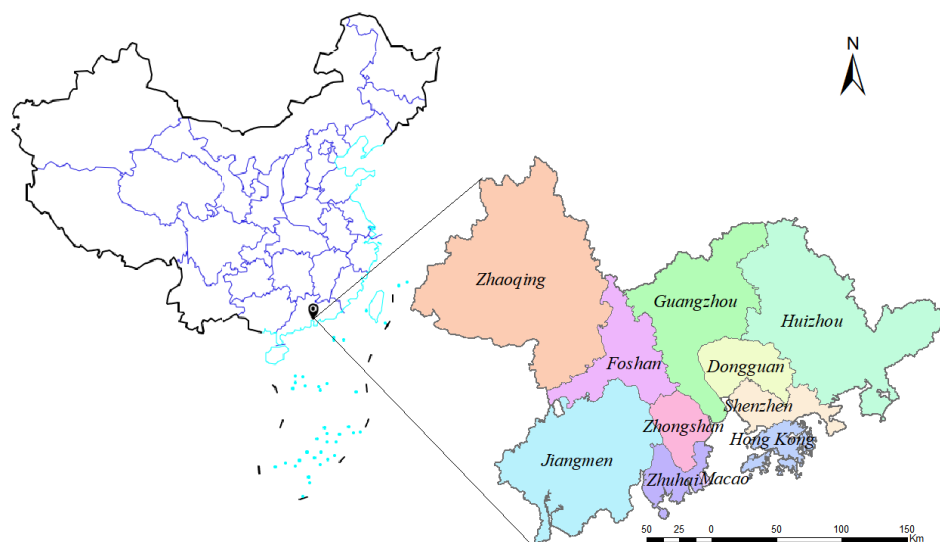 N
Zhaoqing
Guangzhou
Huizhou
Foshan
Dongguan
Shenzhen
Zhongshan
Hong Kong
Jiangmen
Zhuhai
Macao
50 25 0 50 100 150
Km